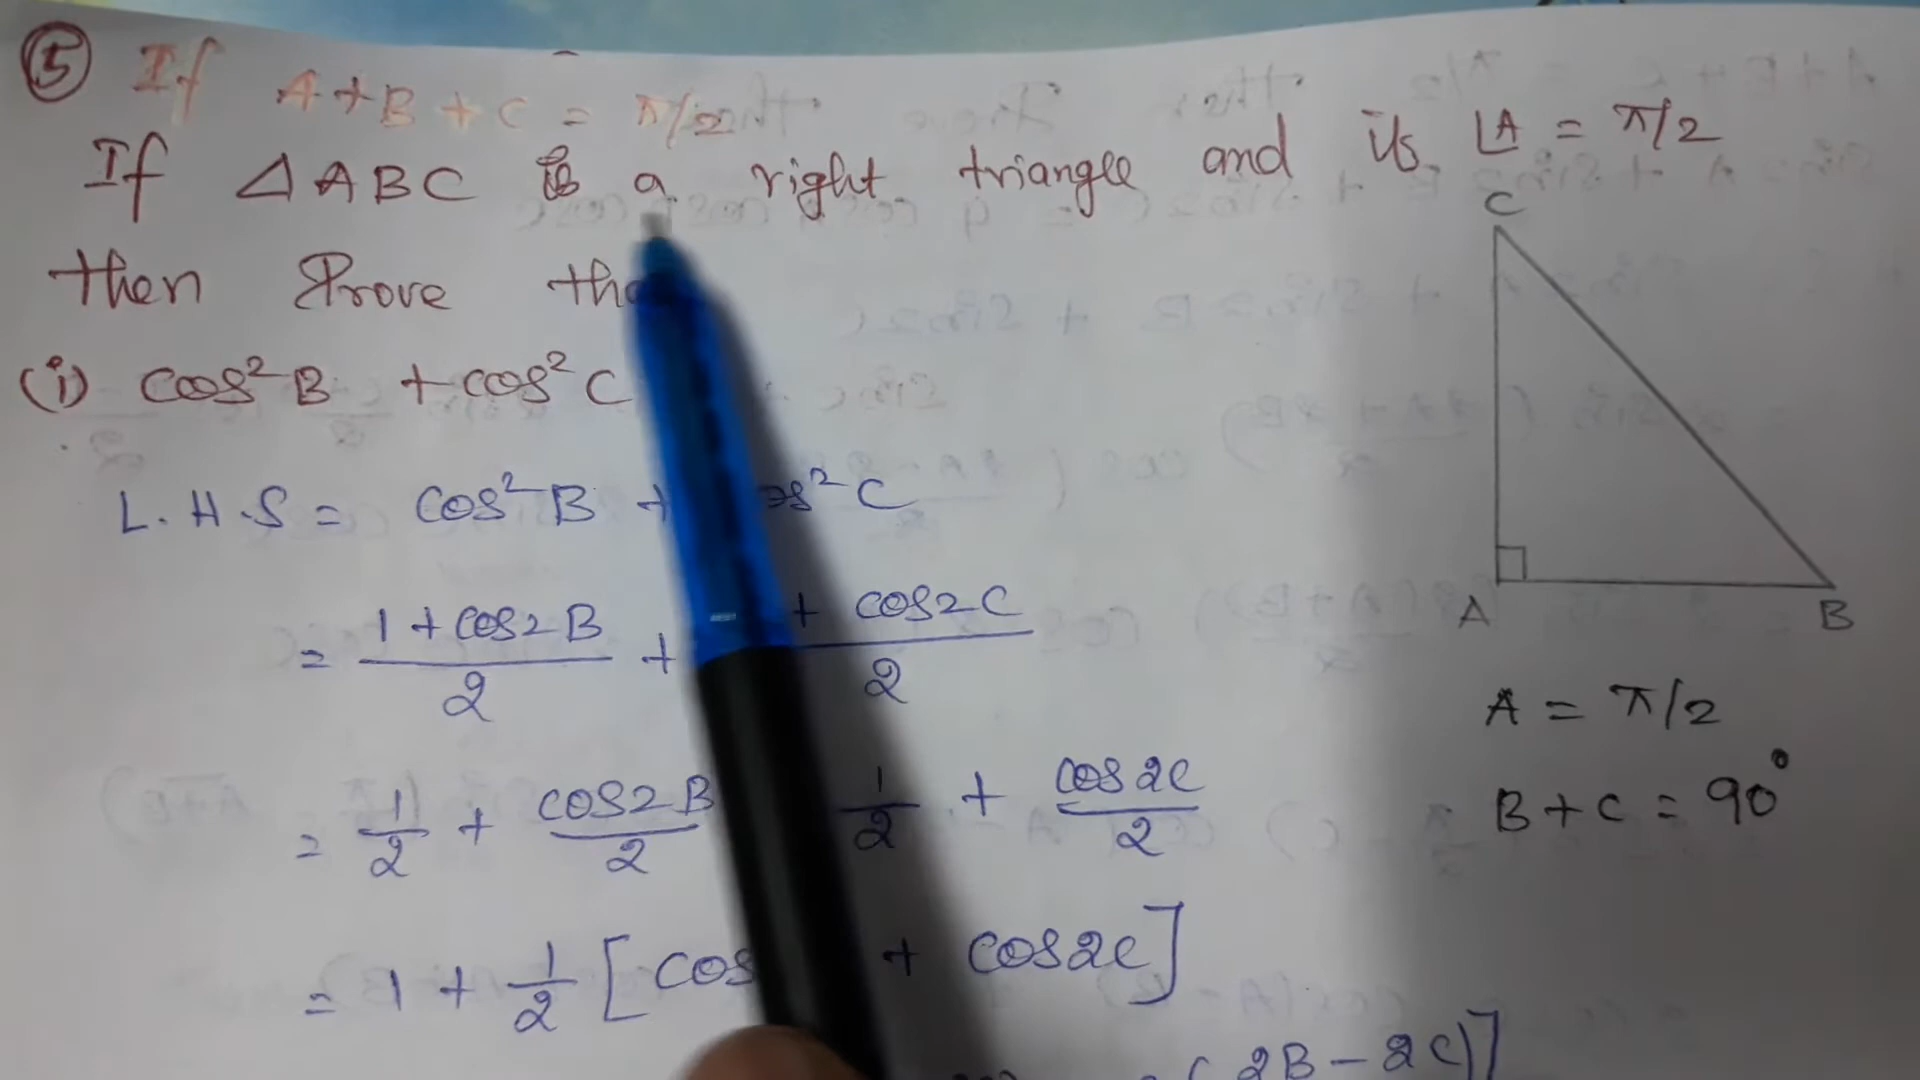 ⑤ If A+B+C = π/2
If △ABC is a right triangle and is ∠A = π/2
then Prove
(i) cos²B + cos²C
L.H.S = cos²B + cos²C
= (1 + cos2B)/2 + + cos2C/2
= 1/2 + cos2B/2 1/2 + cos2C/2
= 1 + 1/2 [cos + cos2C]
(2B - 2C)]
C
A
B
A = π/2
B + C = 90°